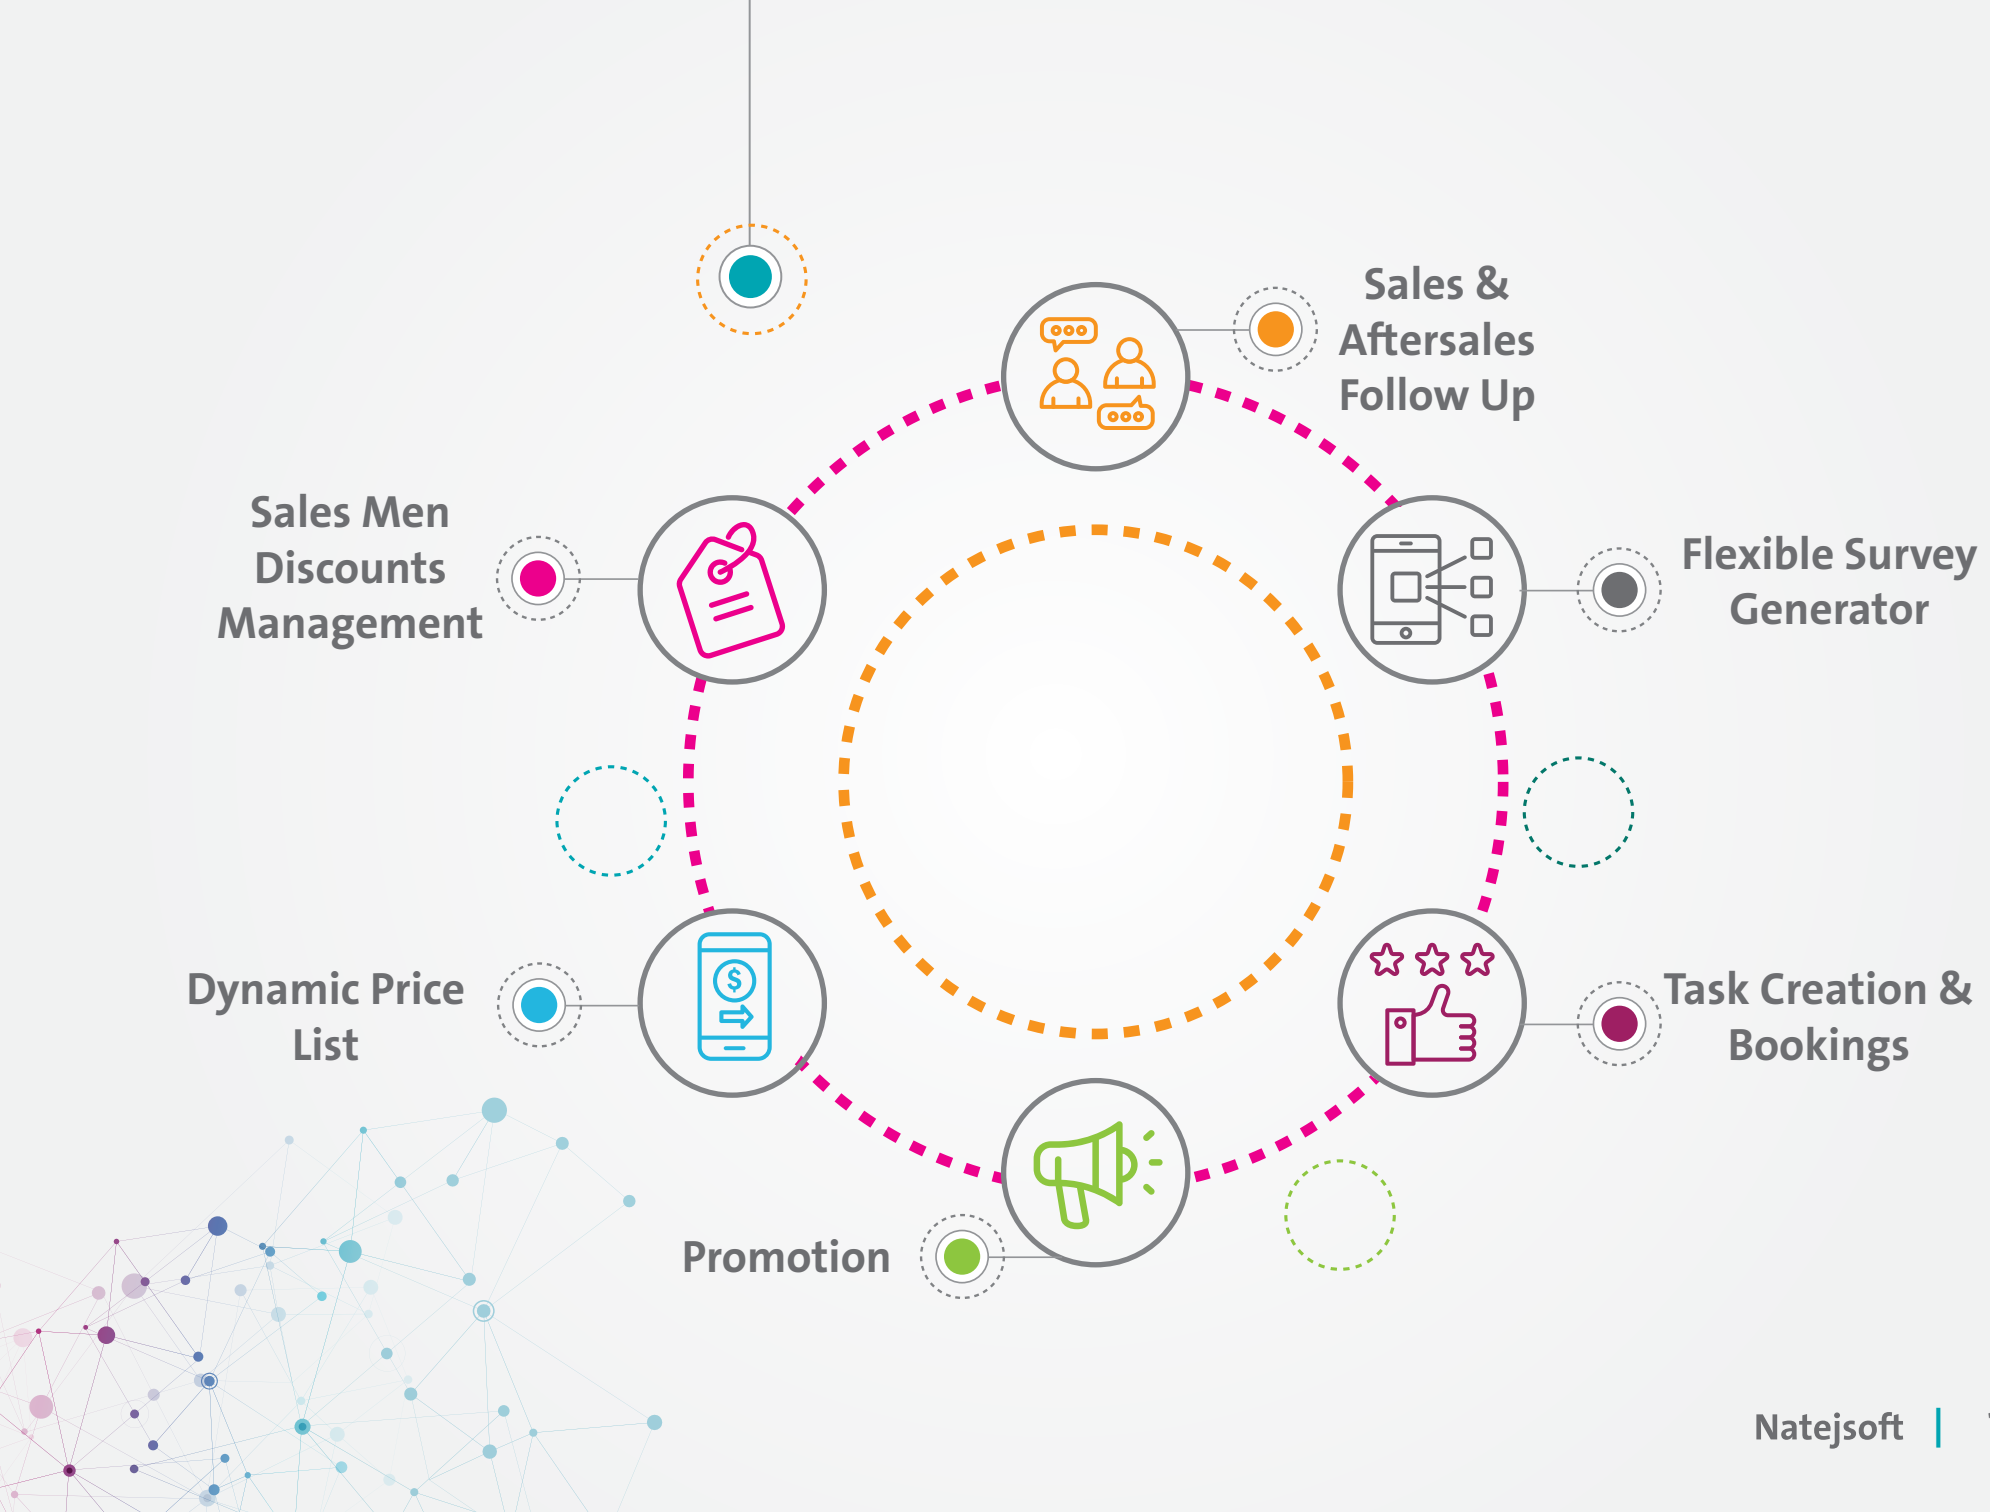 Sales &
Aftersales
Follow Up
Sales Men
Discounts
Management
Flexible Survey
Generator
Dynamic Price
List
Task Creation &
Bookings
Promotion
Natejsoft